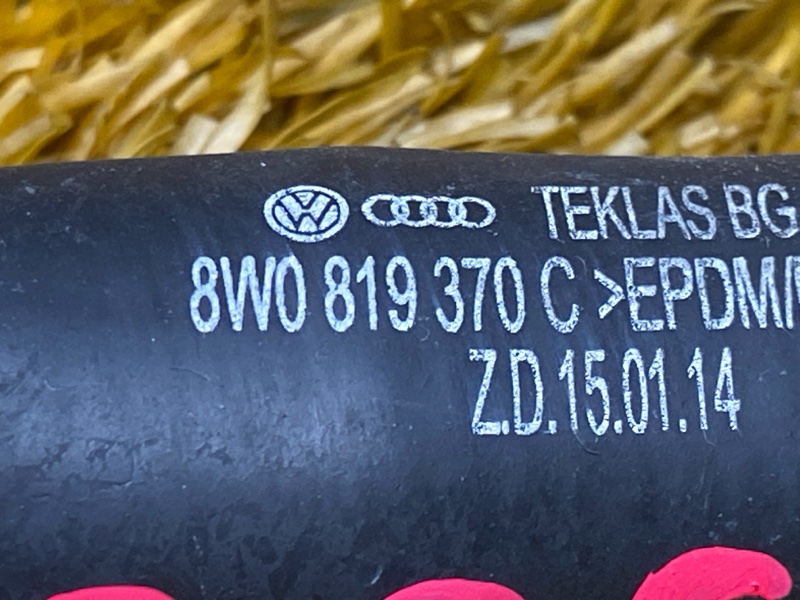 TEKLAS BG
8W0 819 370 C >EPDM/
Z.D.15.01.14